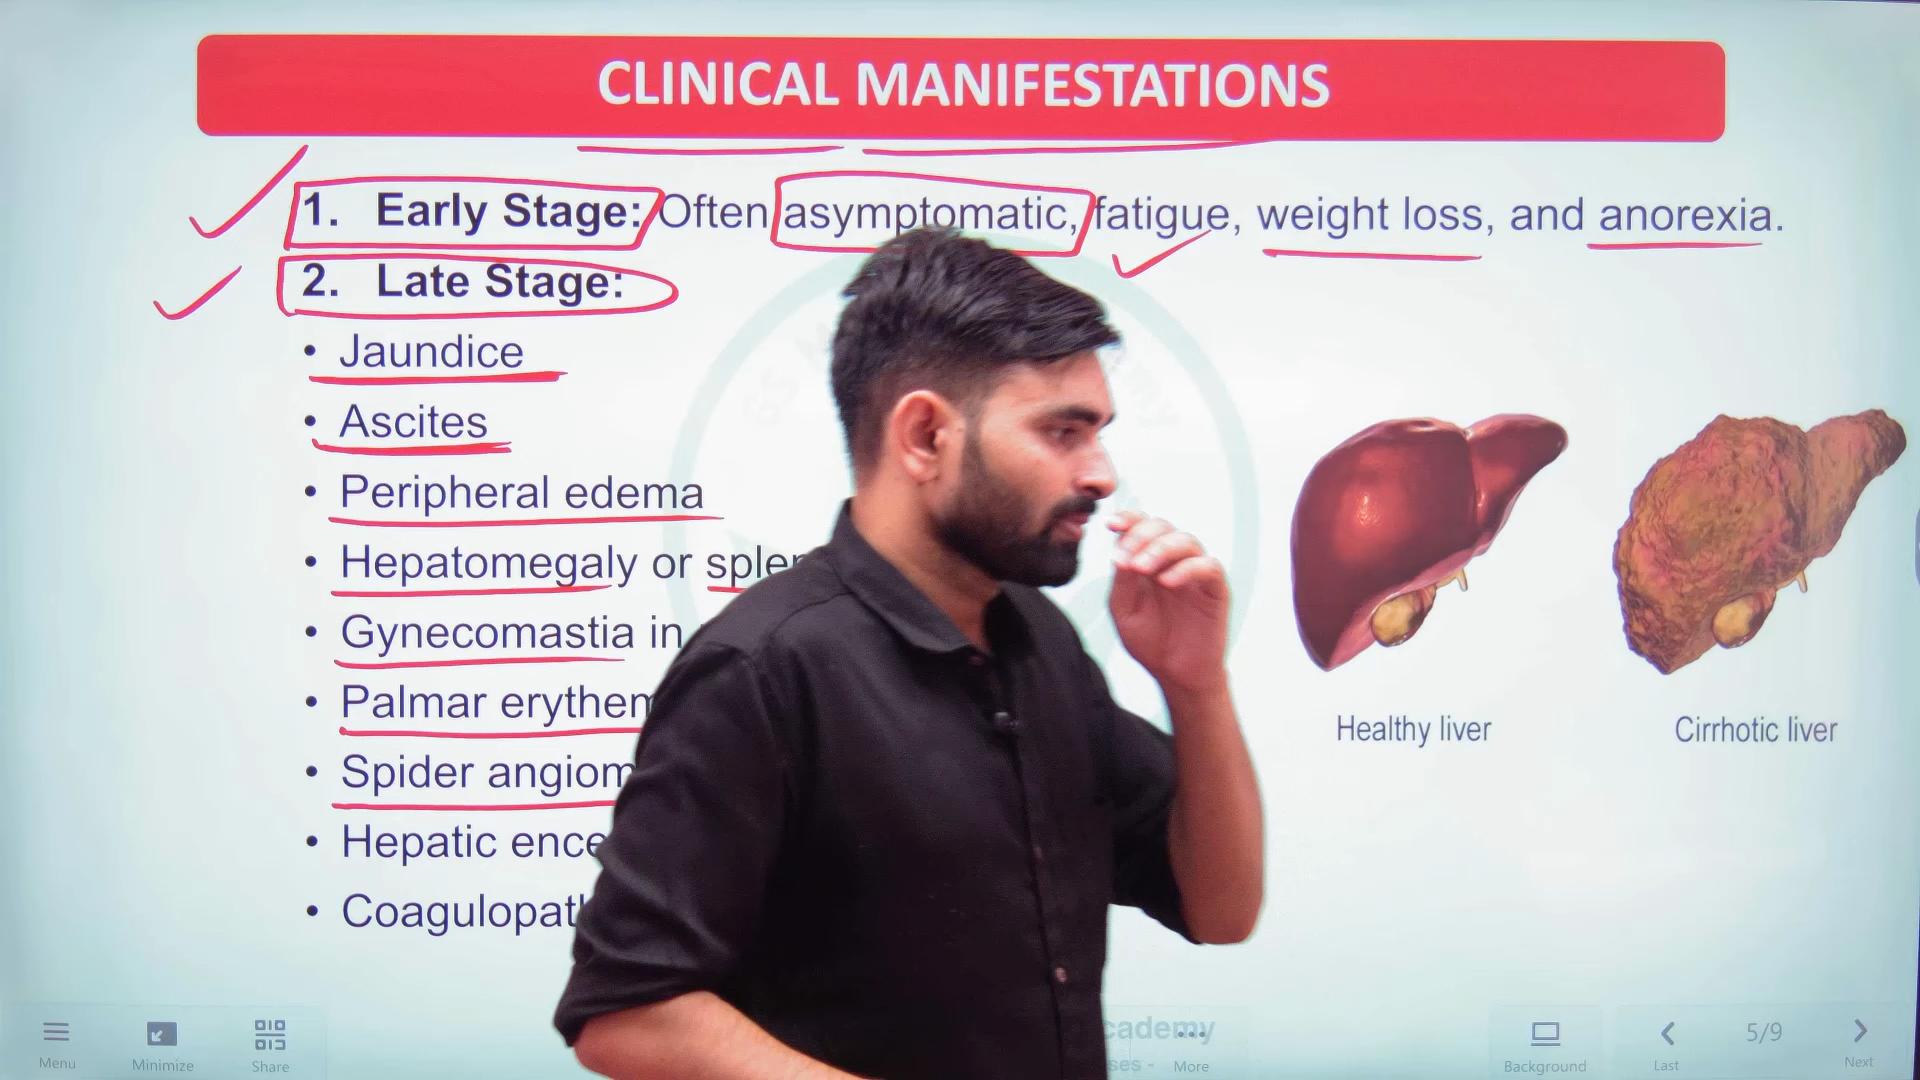 CLINICAL MANIFESTATIONS
1. Early Stage: Often asymptomatic, fatigue, weight loss, and anorexia.
2. Late Stage:
• Jaundice
• Ascites
• Peripheral edema
• Hepatomegaly or
• Gynecomastia in
• Palmar
• Spider
• Hepatic
Healthy liver
Cirrhotic liver
Menu
Minimize
Share
More
Background
Last
5/9
Next